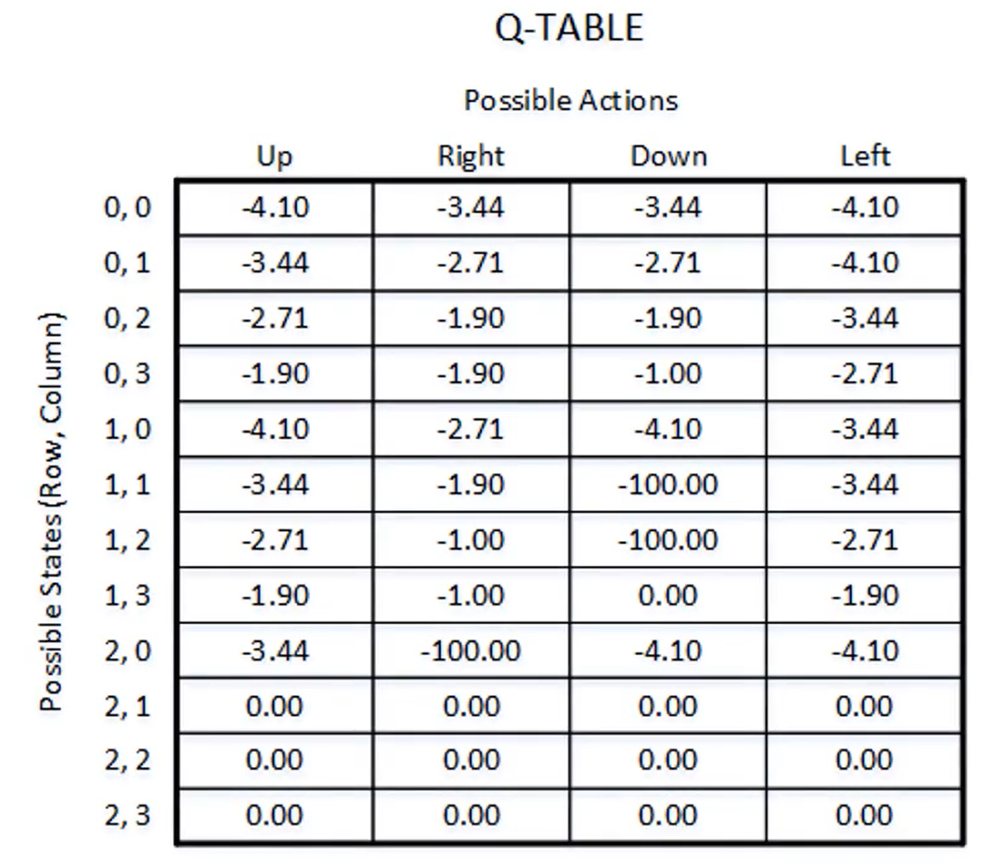 Q-TABLE
Possible Actions
Up Right Down Left
Possible States (Row, Column)
0, 0 -4.10 -3.44 -3.44 -4.10
0, 1 -3.44 -2.71 -2.71 -4.10
0, 2 -2.71 -1.90 -1.90 -3.44
0, 3 -1.90 -1.90 -1.00 -2.71
1, 0 -4.10 -2.71 -4.10 -3.44
1, 1 -3.44 -1.90 -100.00 -3.44
1, 2 -2.71 -1.00 -100.00 -2.71
1, 3 -1.90 -1.00 0.00 -1.90
2, 0 -3.44 -100.00 -4.10 -4.10
2, 1 0.00 0.00 0.00 0.00
2, 2 0.00 0.00 0.00 0.00
2, 3 0.00 0.00 0.00 0.00